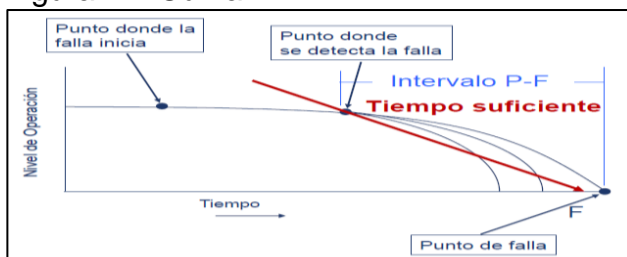 Punto donde la
falla inicia
Punto donde
se detecta la falla
Intervalo P-F
Tiempo suficiente
Nivel de Operación
Tiempo
F
Punto de falla